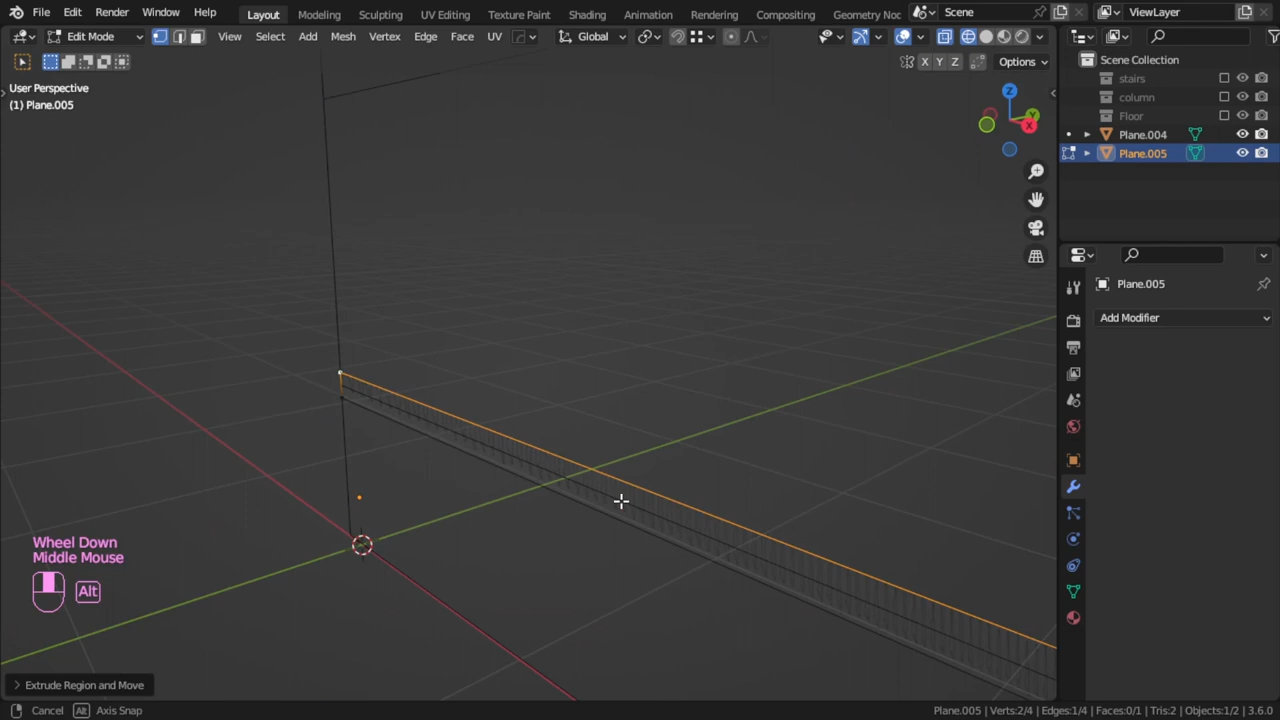 File Edit Render Window Help Layout Modeling Sculpting UV Editing Texture Paint Shading Animation Rendering Compositing Geometry Noc Scene ViewLayer
Edit Mode View Select Add Mesh Vertex Edge Face UV Global
X Y Z Options
User Perspective
(1) Plane.005
Z
Y
X
Scene Collection
stairs
column
Floor
Plane.004
Plane.005
Plane.005
Add Modifier
Wheel Down
Middle Mouse
Alt
Extrude Region and Move
Cancel Alt Axis Snap
Plane.005 | Verts:2/4 | Edges:1/4 | Faces:0/1 | Tris:2 | Objects:1/2 | 3.6.0